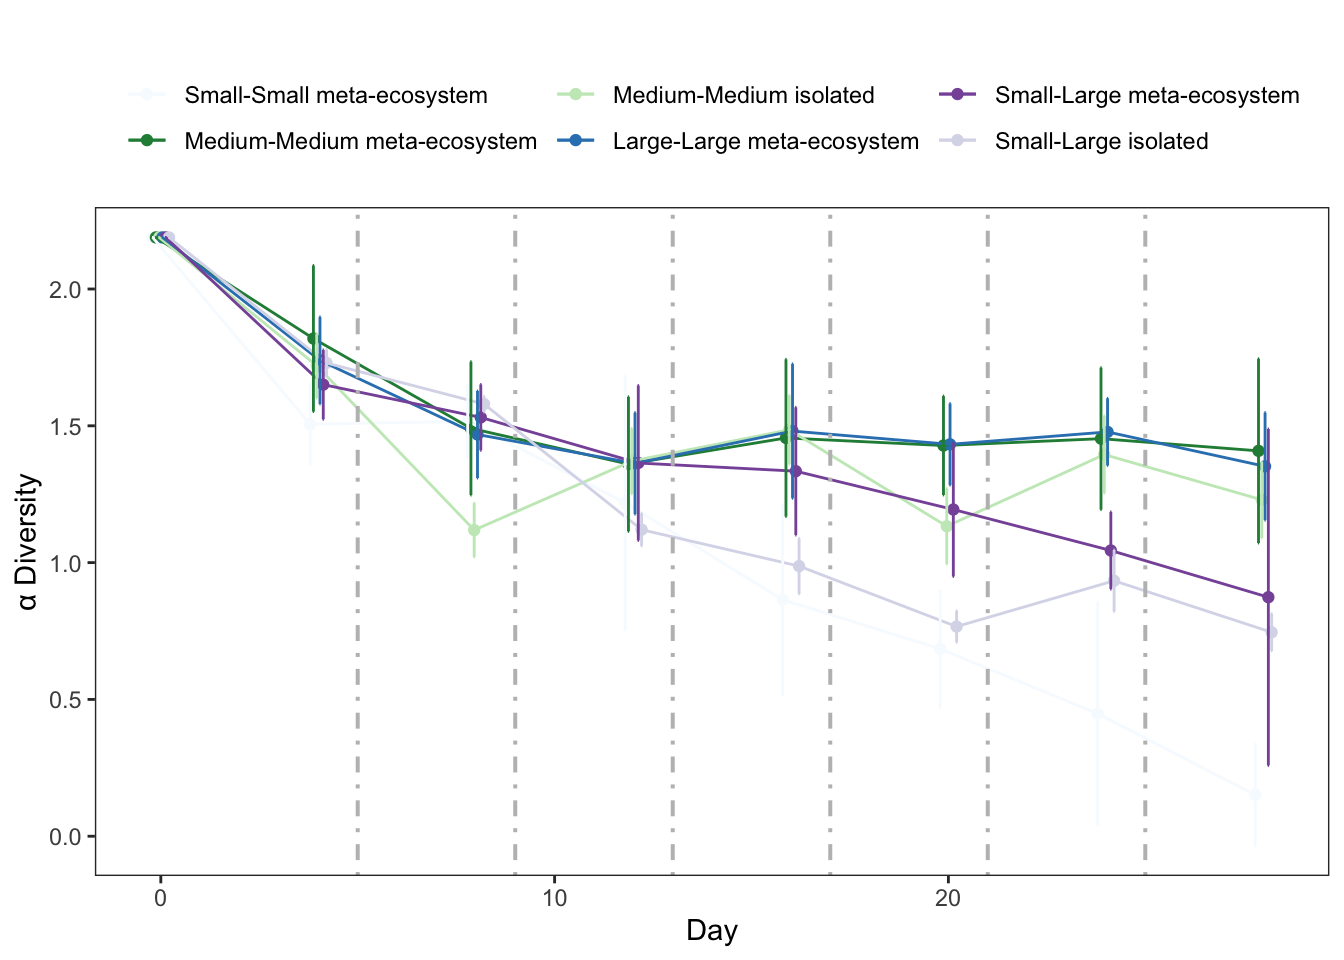 Small-Small meta-ecosystem Medium-Medium isolated Small-Large meta-ecosystem
Medium-Medium meta-ecosystem Large-Large meta-ecosystem Small-Large isolated
2.0
1.5
1.0
0.5
0.0
α Diversity
0 10 20
Day